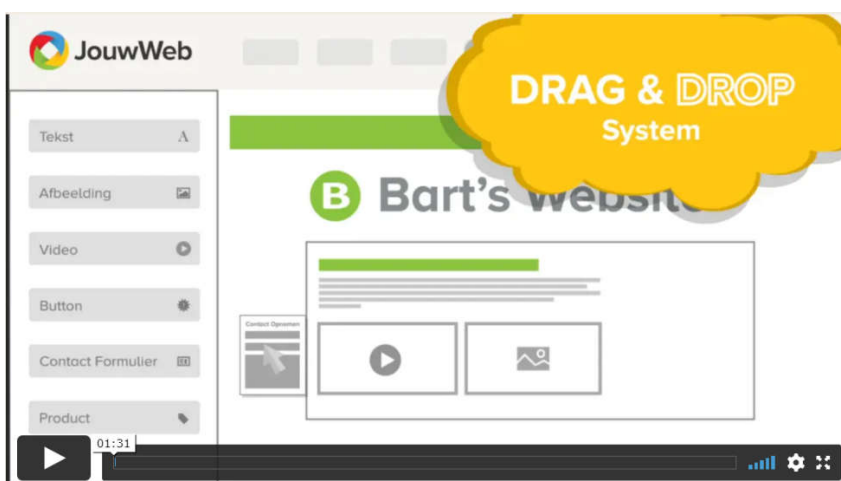 JouwWeb
DRAG & DROP
System
Tekst A
Afbeelding
B Bart's Website
Video
Button
Contact Opnemen
Contact Formulier
Product
01:31